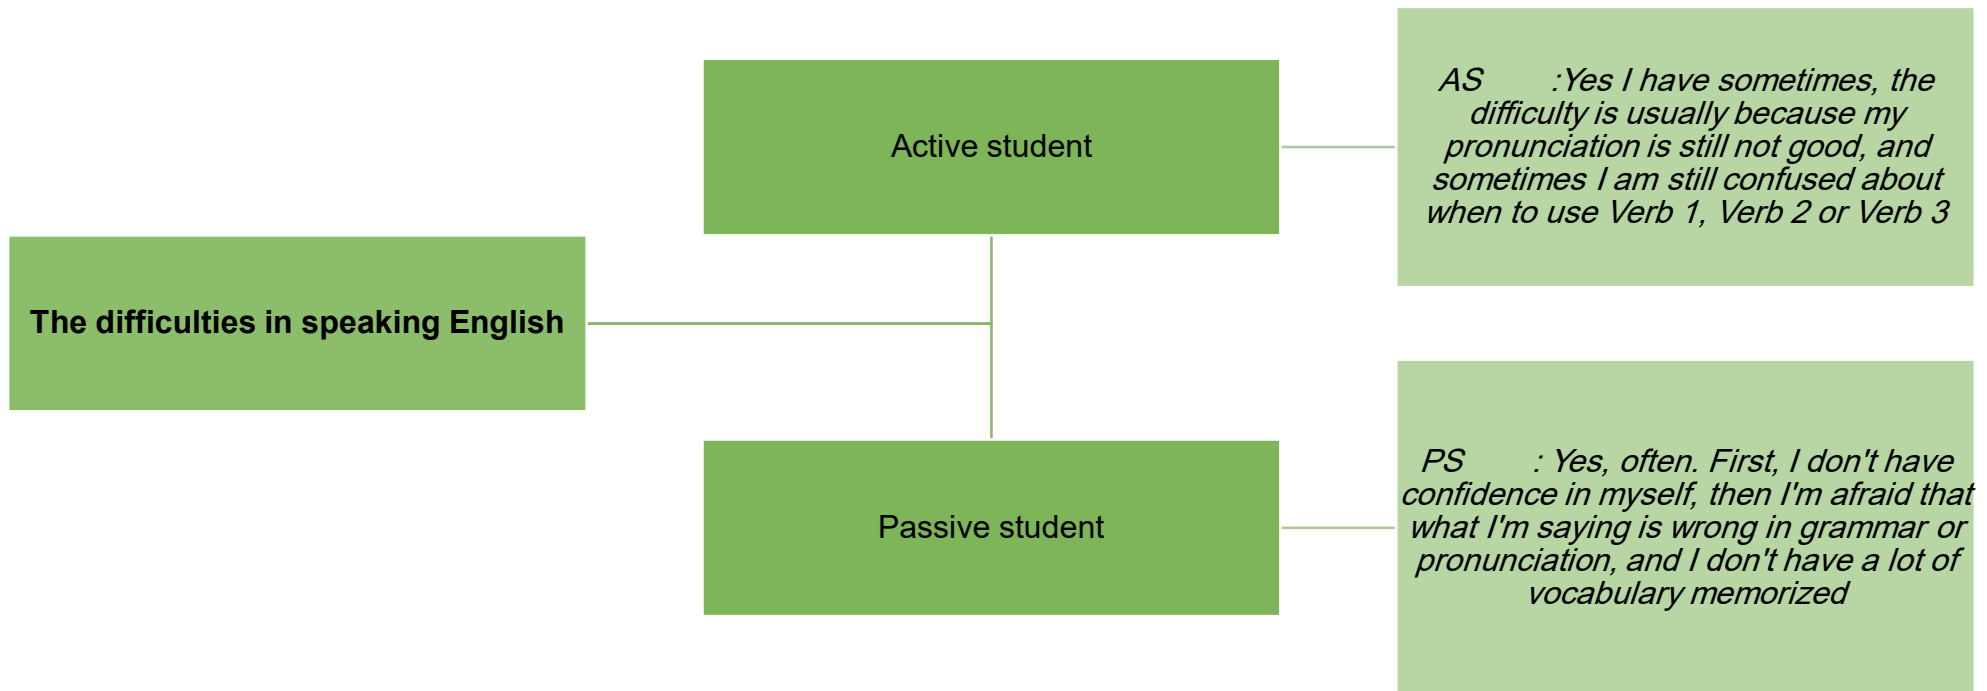 The difficulties in speaking English
Active student
AS :Yes I have sometimes, the
difficulty is usually because my
pronunciation is still not good, and
sometimes I am still confused about
when to use Verb 1, Verb 2 or Verb 3
Passive student
PS : Yes, often. First, I don't have
confidence in myself, then I'm afraid that
what I'm saying is wrong in grammar or
pronunciation, and I don't have a lot of
vocabulary memorized